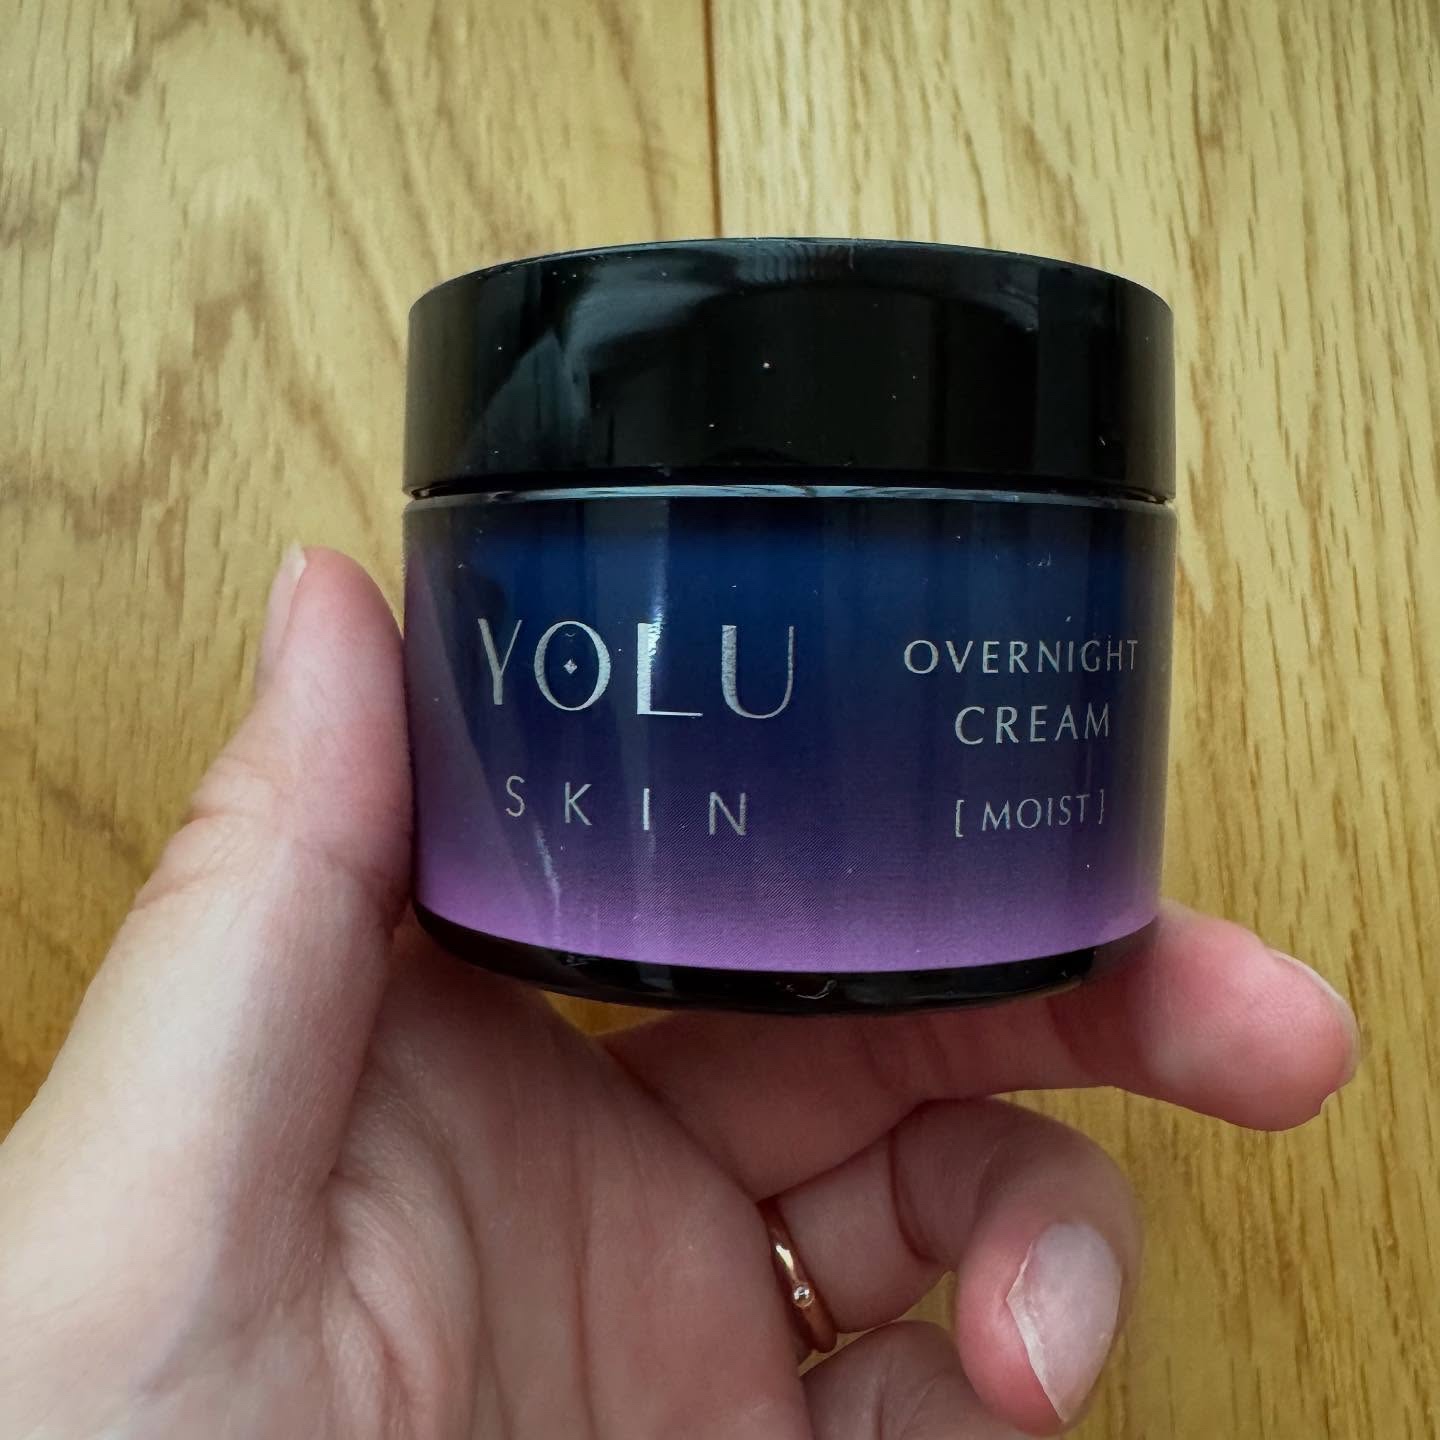 YOLU
SKIN
OVERNIGHT
CREAM
[ MOIST ]